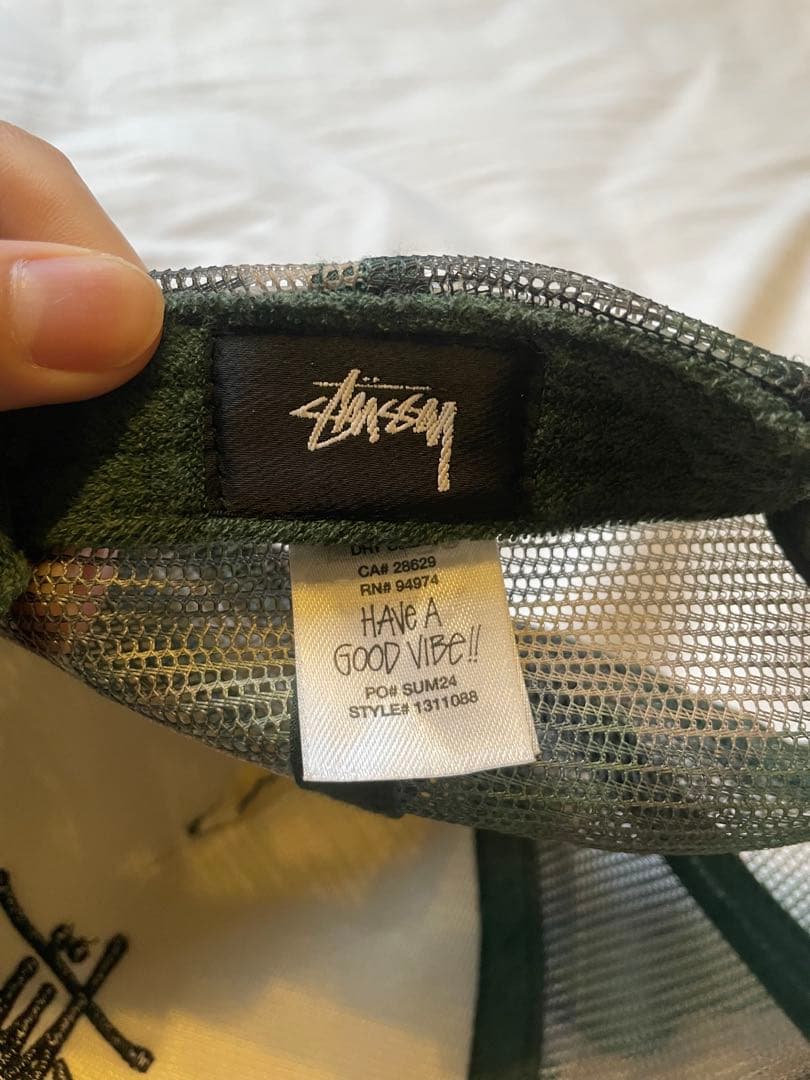 Stüssy
CA# 28629
RN# 94974
HAVE A
GOOD VIBE!!
PO# SUM24
STYLE# 1311088